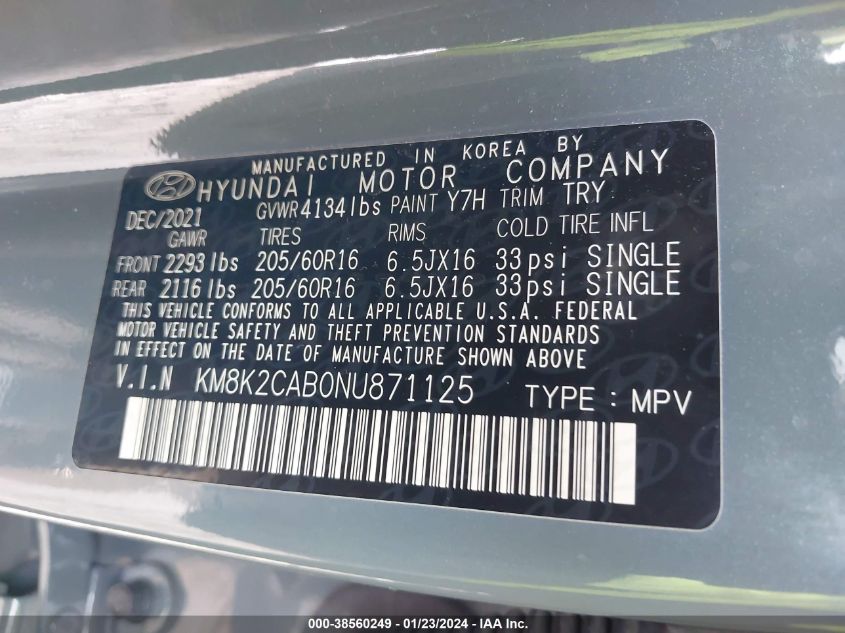 MANUFACTURED IN KOREA BY
HYUNDAI MOTOR COMPANY
DEC/2021 GVWR 4134lbs PAINT Y7H TRIM TRY
GAWR TIRES RIMS COLD TIRE INFL
FRONT 2293 lbs 205/60R16 6.5JX16 33psi SINGLE
REAR 2116 lbs 205/60R16 6.5JX16 33psi SINGLE
THIS VEHICLE CONFORMS TO ALL APPLICABLE U.S.A. FEDERAL
MOTOR VEHICLE SAFETY AND THEFT PREVENTION STANDARDS
IN EFFECT ON THE DATE OF MANUFACTURE SHOWN ABOVE
V.I.N KM8K2CAB0NU871125 TYPE : MPV
000-38560249 - 01/23/2024 - IAA Inc.